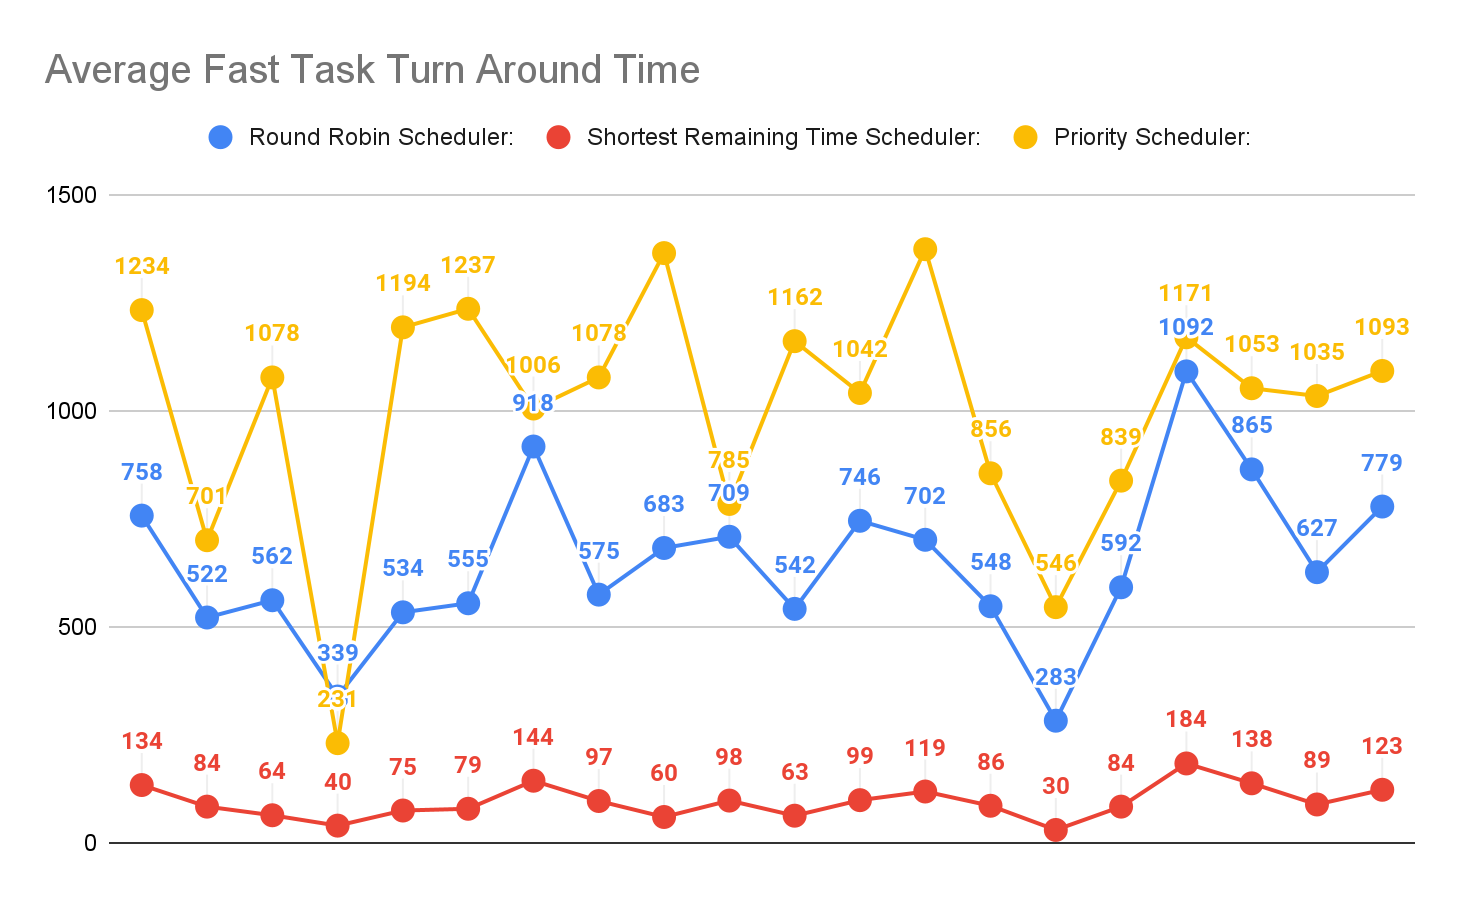 Average Fast Task Turn Around Time
Round Robin Scheduler: Shortest Remaining Time Scheduler: Priority Scheduler:
1500
1234 1078 1194 1237 1006 1078 1162 1042 1171 1053 1035 1093
1092
1000
918
758 701 785 856 839 865
522 562 534 555 575 683 709 542 746 702 548 546 592 627 779
500
339 283
231
134 84 64 40 75 79 144 97 60 98 63 99 119 86 30 84 184 138 89 123
0